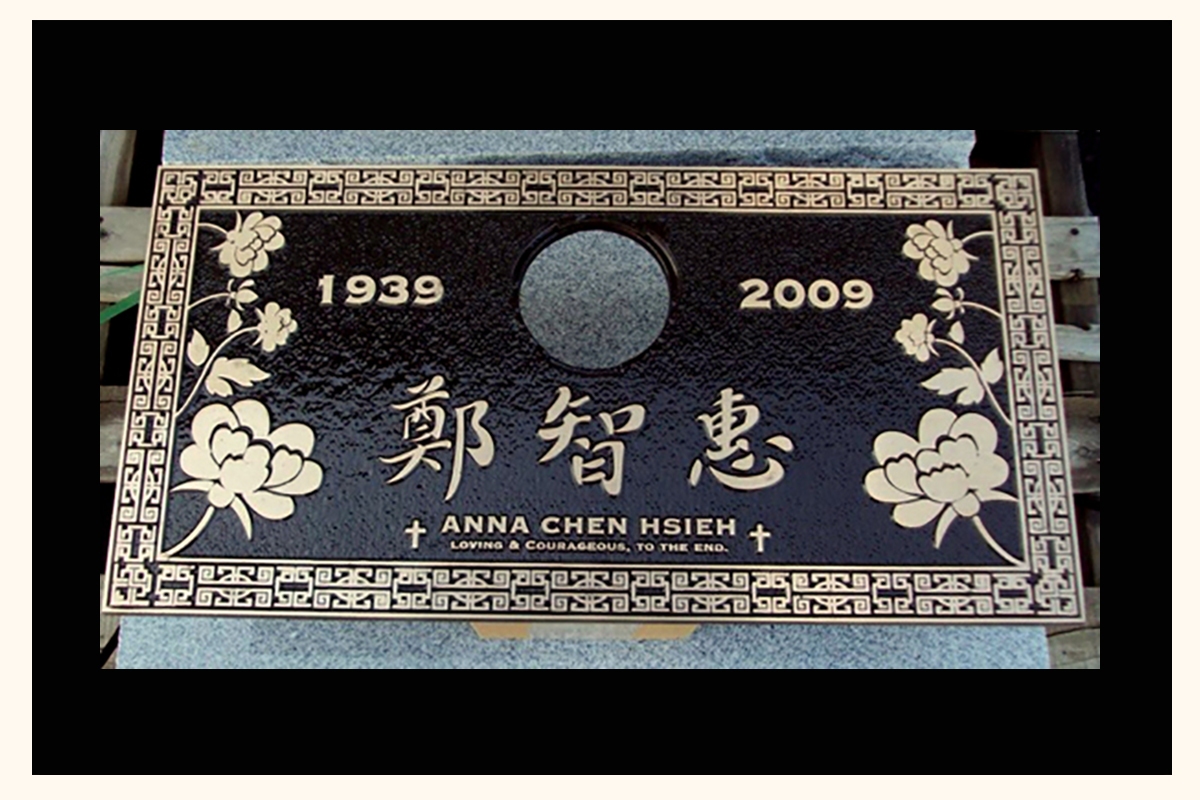 1939 2009
鄭智惠
ANNA CHEN HSIEH
LOVING & COURAGEOUS, TO THE END.